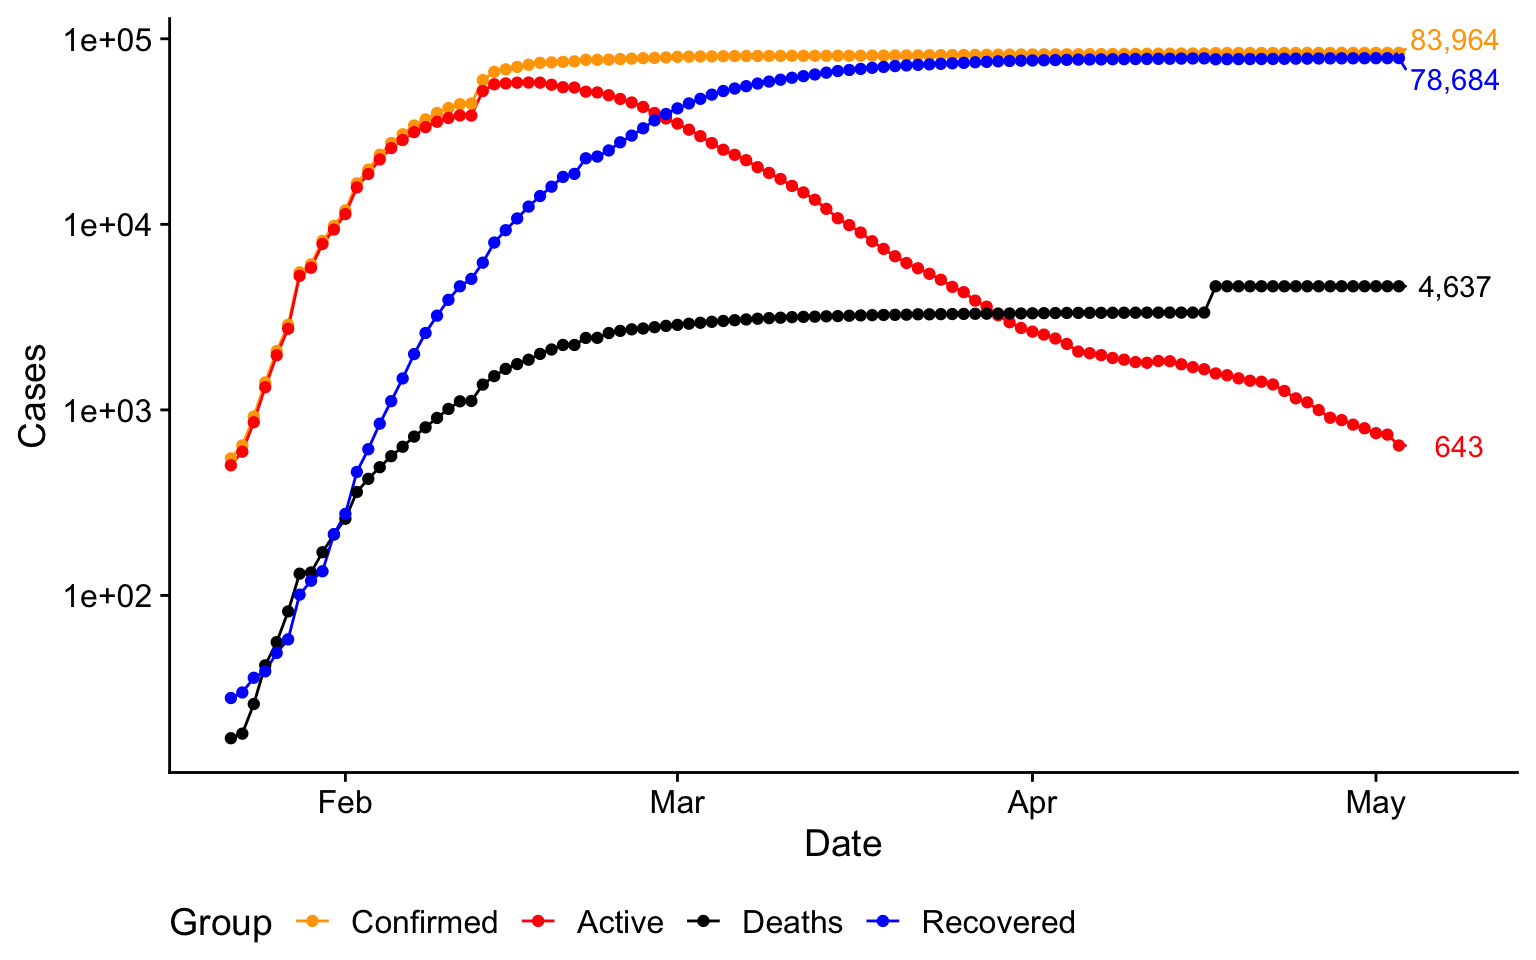 1e+05
1e+04
1e+03
1e+02
Cases
83,964
78,684
4,637
643
Feb Mar Apr May
Date
Group Confirmed Active Deaths Recovered